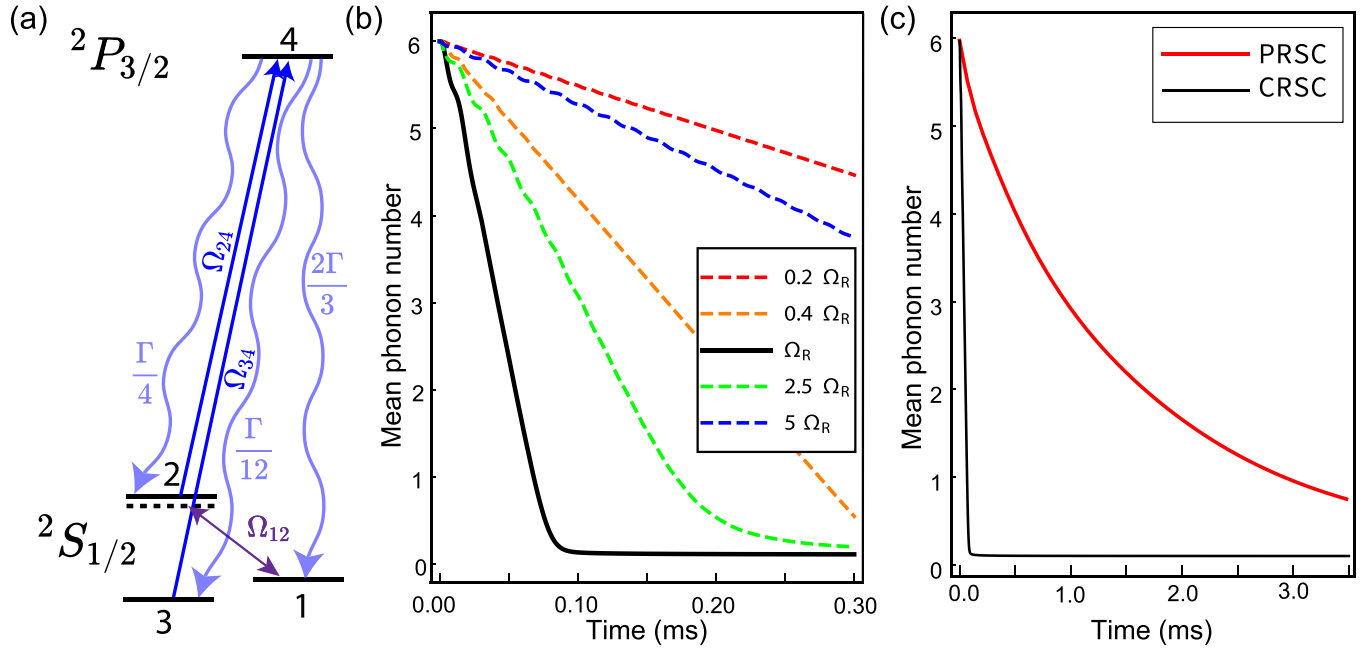 (a)
²P₃/₂
4
Ω₂₄
Ω₃₄
2Γ/3
Γ/4
Γ/12
2
²S₁/₂
Ω₁₂
3
1
(b)
Mean phonon number
6
5
4
3
2
1
0
0.2 Ω_R
0.4 Ω_R
Ω_R
2.5 Ω_R
5 Ω_R
0.00 0.10 0.20 0.30
Time (ms)
(c)
Mean phonon number
6
5
4
3
2
1
0
PRSC
CRSC
0.0 1.0 2.0 3.0
Time (ms)